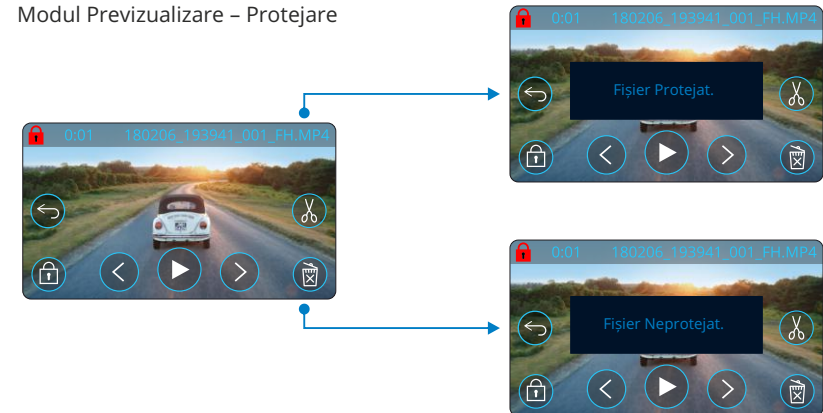 Modul Previzualizare – Protejare
0:01 180206_193941_001_FH.MP4
Fișier Protejat.
0:01 180206_193941_001_FH.MP4
0:01 180206_193941_001_FH.MP4
Fișier Neprotejat.